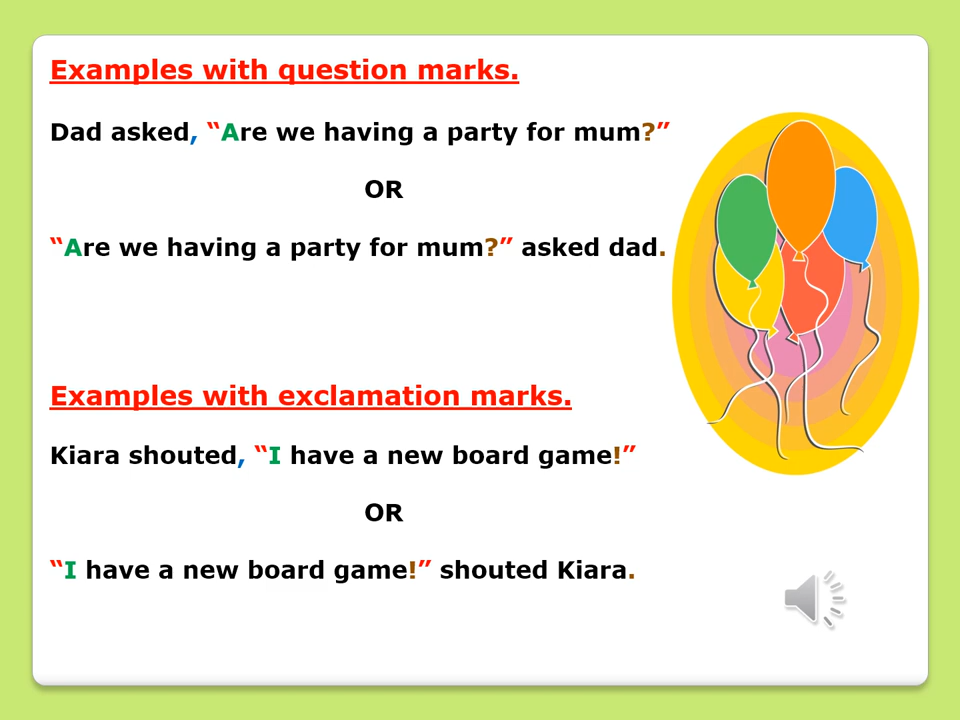 Examples with question marks.
Dad asked, “Are we having a party for mum?”
OR
“Are we having a party for mum?” asked dad.
Examples with exclamation marks.
Kiara shouted, “I have a new board game!”
OR
“I have a new board game!” shouted Kiara.